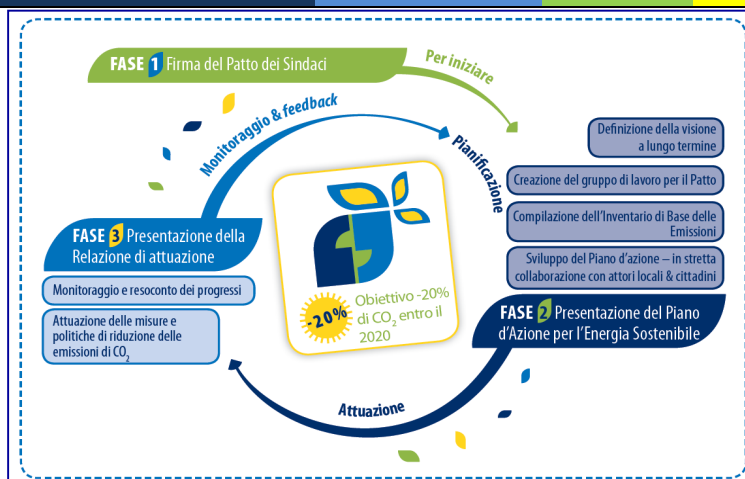 FASE 1 Firma del Patto dei Sindaci
Per iniziare
Monitoraggio & feedback
Pianificazione
Definizione della visione
a lungo termine
Creazione del gruppo di lavoro per il Patto
Compilazione dell'Inventario di Base delle
Emissioni
Sviluppo del Piano d'azione – in stretta
collaborazione con attori locali & cittadini
FASE 2 Presentazione del Piano
d'Azione per l'Energia Sostenibile
FASE 3 Presentazione della
Relazione di attuazione
Monitoraggio e resoconto dei progressi
Attuazione delle misure e
politiche di riduzione delle
emissioni di CO2
-20%
Obiettivo -20%
di CO2 entro il
2020
Attuazione